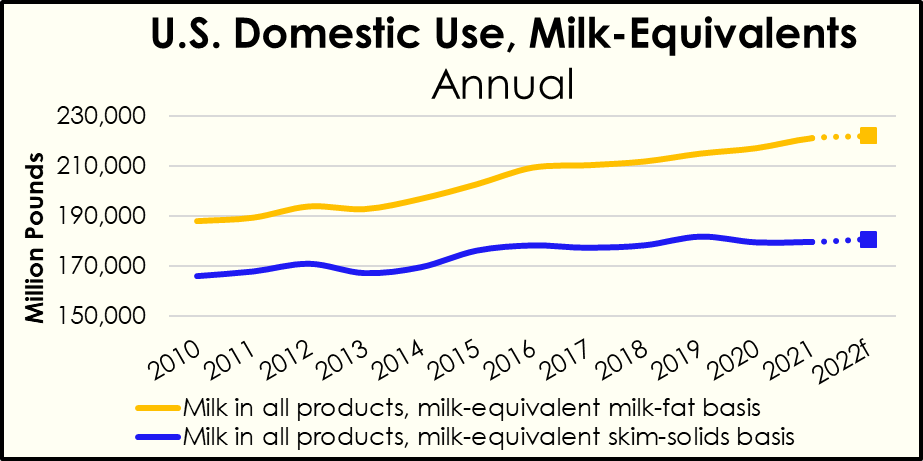 U.S. Domestic Use, Milk-Equivalents
Annual
Million Pounds
230,000
210,000
190,000
170,000
150,000
2010 2011 2012 2013 2014 2015 2016 2017 2018 2019 2020 2021 2022f
Milk in all products, milk-equivalent milk-fat basis
Milk in all products, milk-equivalent skim-solids basis